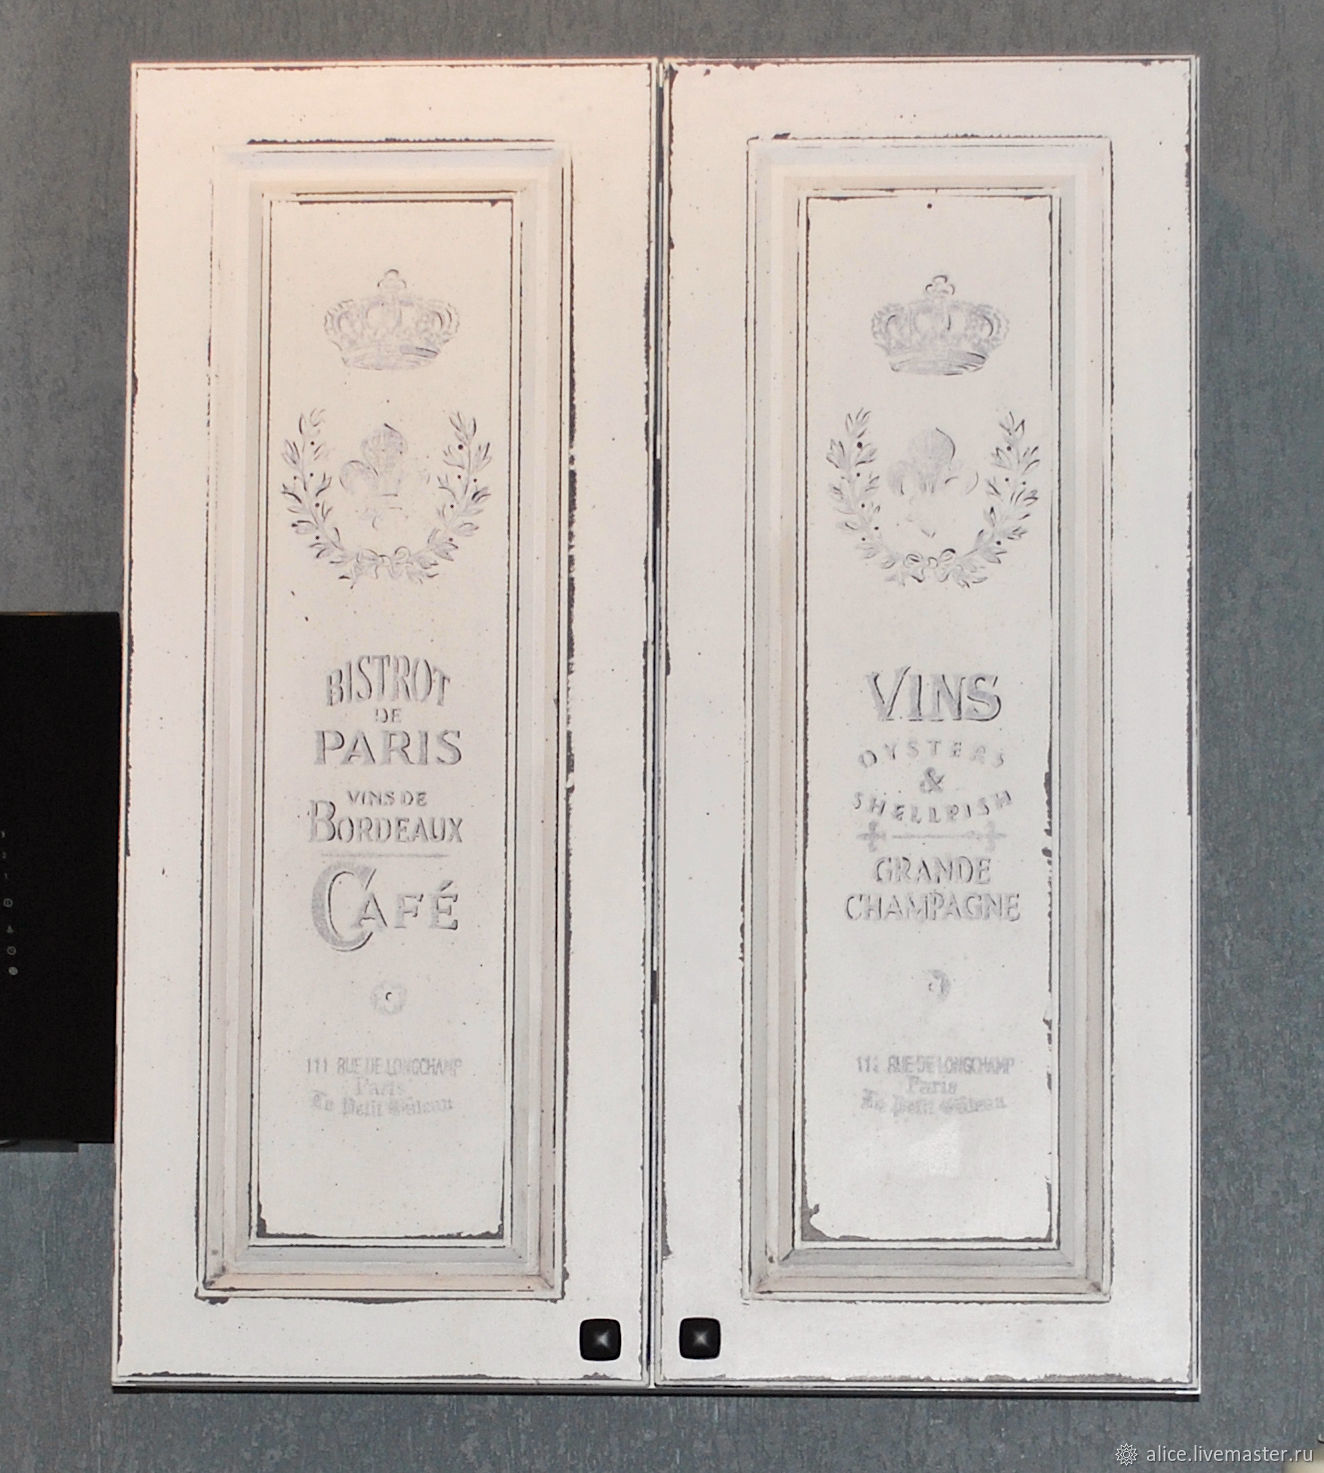 BISTROT
DE
PARIS
VINS DE
BORDEAUX
CAFÉ
111 RUE DE LONGCHAMP
Paris
VINS
OYSTERS
&
SHELLFISH
GRANDE
CHAMPAGNE
111 RUE DE LONGCHAMP
Paris
alice.livemaster.ru